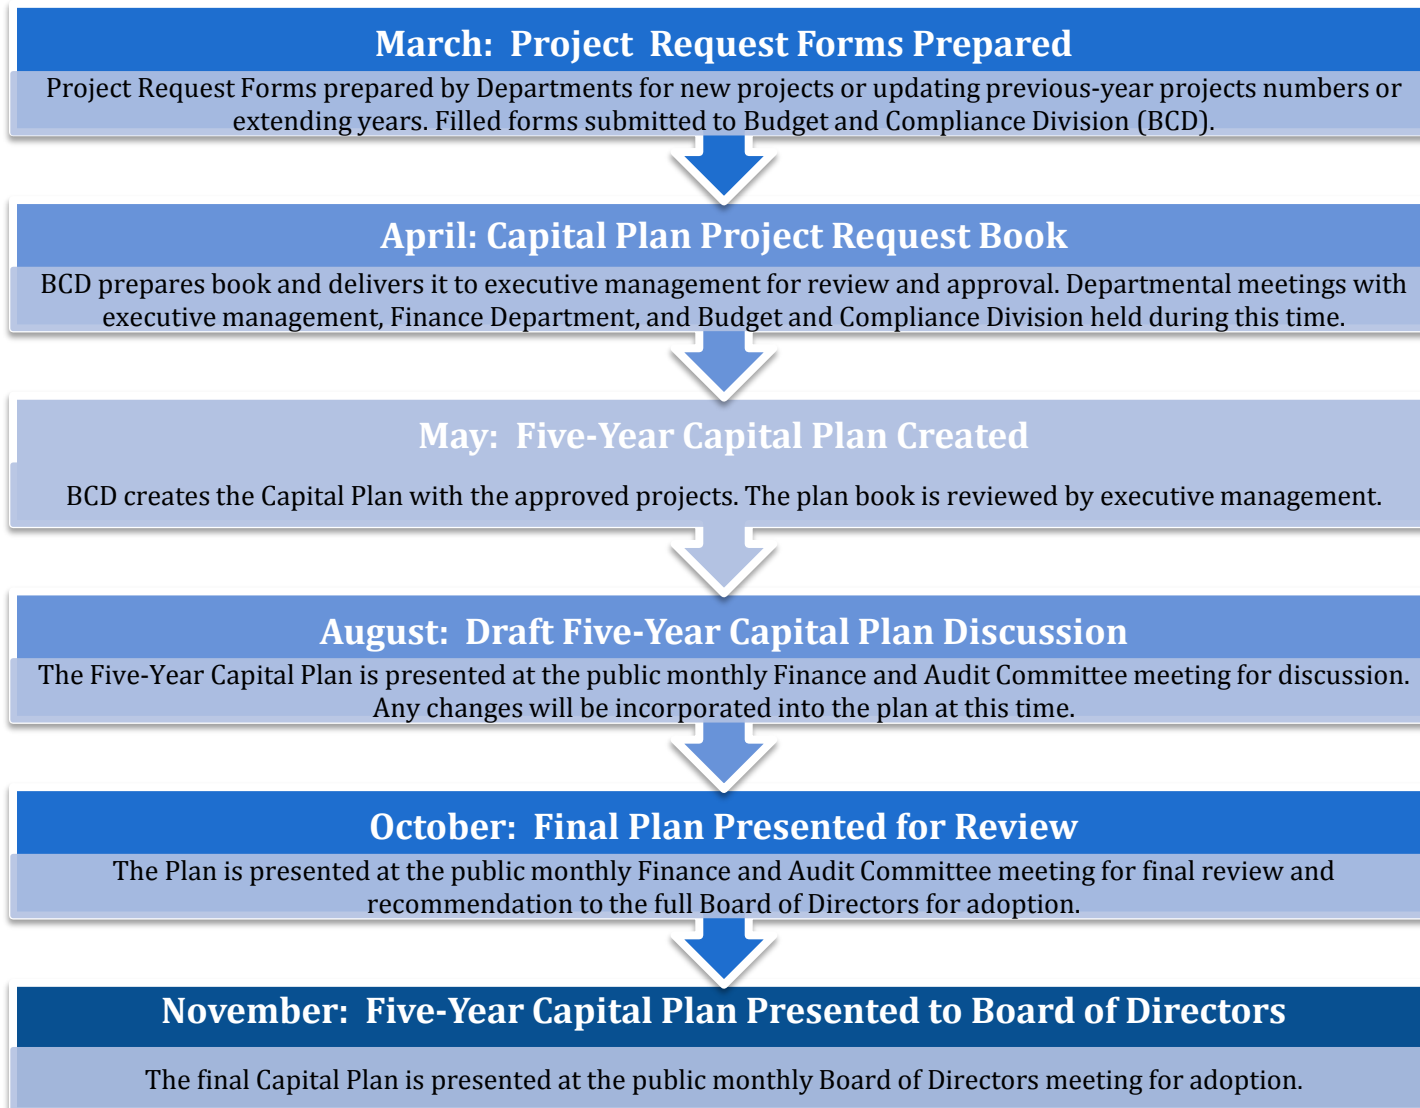 March:  Project  Request Forms Prepared
Project Request Forms prepared by Departments for new projects or updating previous-year projects numbers or
extending years. Filled forms submitted to Budget and Compliance Division (BCD).
April: Capital Plan Project Request Book
BCD prepares book and delivers it to executive management for review and approval. Departmental meetings with
executive management, Finance Department, and Budget and Compliance Division held during this time.
May:  Five-Year Capital Plan Created
BCD creates the Capital Plan with the approved projects. The plan book is reviewed by executive management.
August:  Draft Five-Year Capital Plan Discussion
The Five-Year Capital Plan is presented at the public monthly Finance and Audit Committee meeting for discussion.
Any changes will be incorporated into the plan at this time.
October:  Final Plan Presented for Review
The Plan is presented at the public monthly Finance and Audit Committee meeting for final review and
recommendation to the full Board of Directors for adoption.
November:  Five-Year Capital Plan Presented to Board of Directors
The final Capital Plan is presented at the public monthly Board of Directors meeting for adoption.